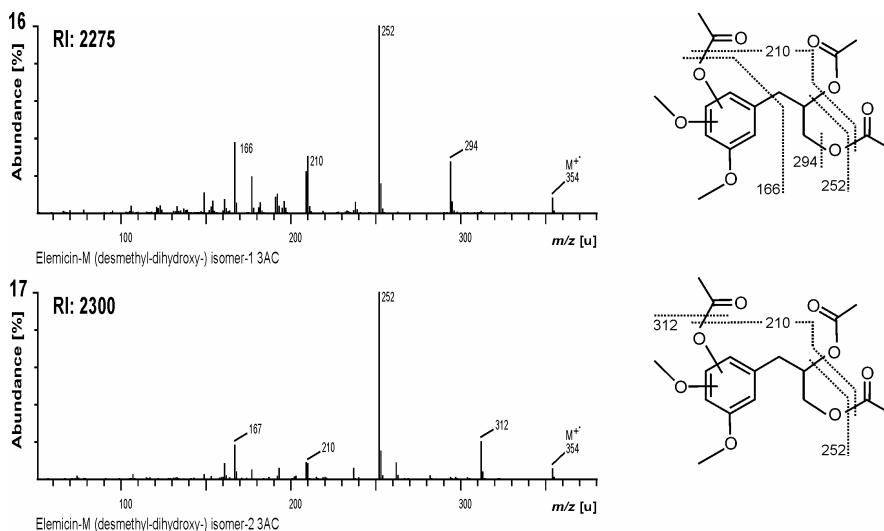 16
RI: 2275
Abundance [%]
252
166
210
294
M+·
354
100
200
300
m/z [u]
Elemicin-M (desmethyl-dihydroxy-) isomer-1 3AC
O
O
O
O
O
O
O
210
294
166
252
17
RI: 2300
Abundance [%]
252
167
210
312
M+·
354
100
200
300
m/z [u]
Elemicin-M (desmethyl-dihydroxy-) isomer-2 3AC
O
O
312
210
O
O
O
O
O
O
252